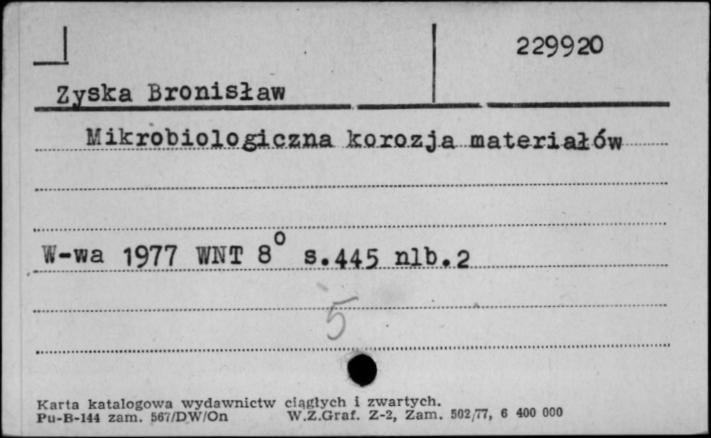 229920
Zyska Bronisław
Mikrobiologiczna korozja materiałów
W-wa 1977 WNT 8° s.445 nlb.2
5
Karta katalogowa wydawnictw ciągłych i zwartych.
Pu-B-144 zam. 567/DW/On W.Z.Graf. Z-2, Zam. 502/77, 6 400 000